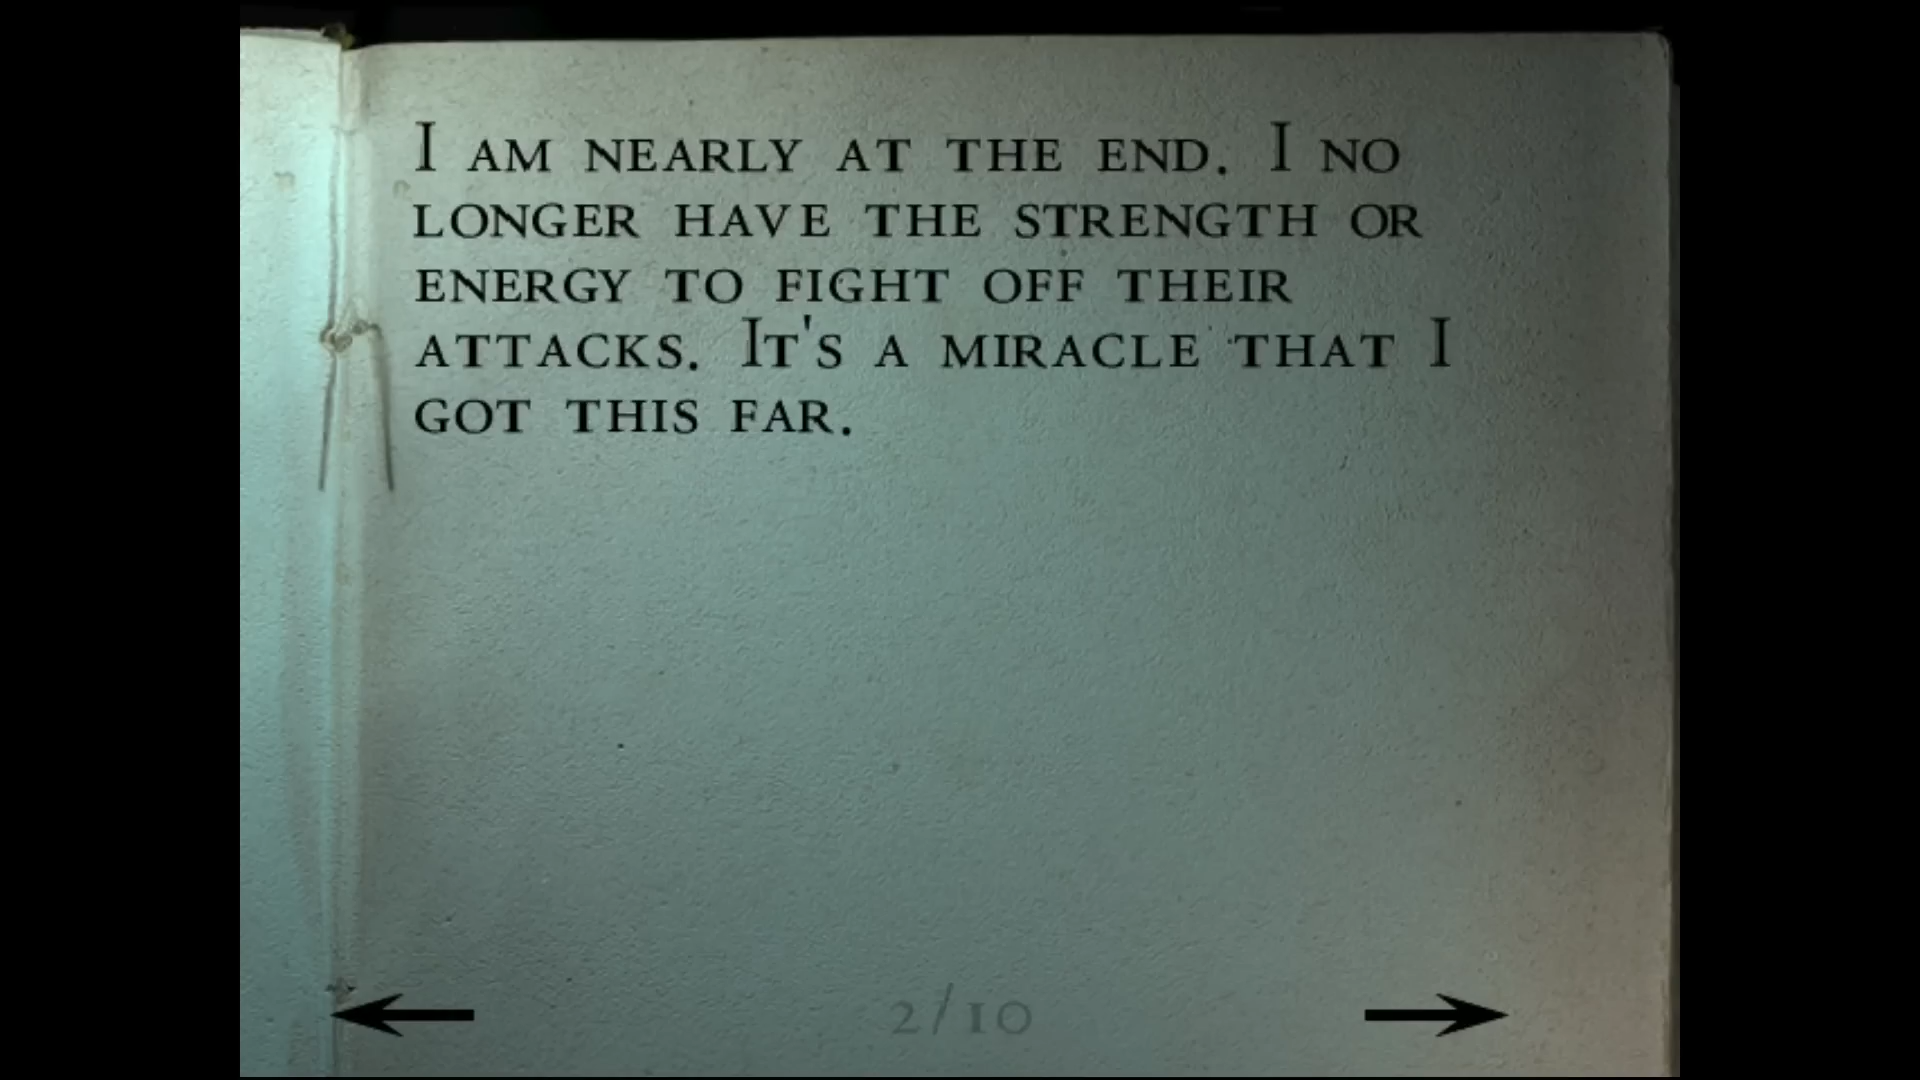 I am nearly at the end. I no
longer have the strength or
energy to fight off their
attacks. It's a miracle that I
got this far.
2/10